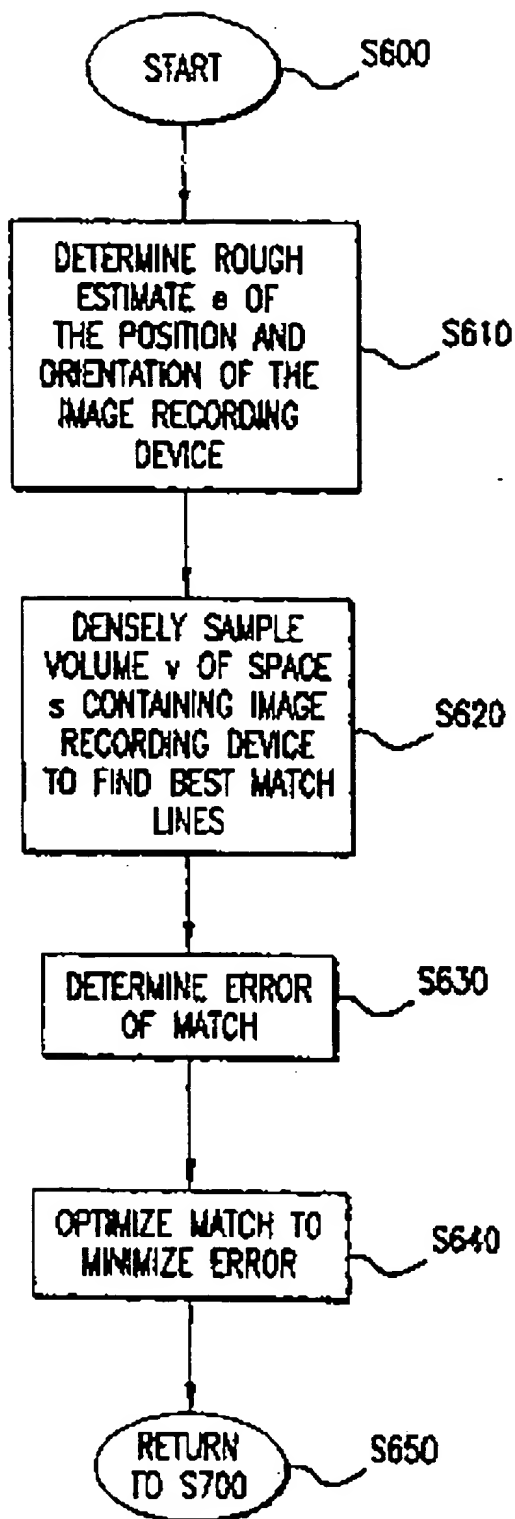 START
S600
DETERMINE ROUGH
ESTIMATE e OF
THE POSITION AND
ORIENTATION OF THE
IMAGE RECORDING
DEVICE
S610
DENSELY SAMPLE
VOLUME v OF SPACE
s CONTAINING IMAGE
RECORDING DEVICE
TO FIND BEST MATCH
LINES
S620
DETERMINE ERROR
OF MATCH
S630
OPTIMIZE MATCH TO
MINIMIZE ERROR
S640
RETURN
TO S700
S650